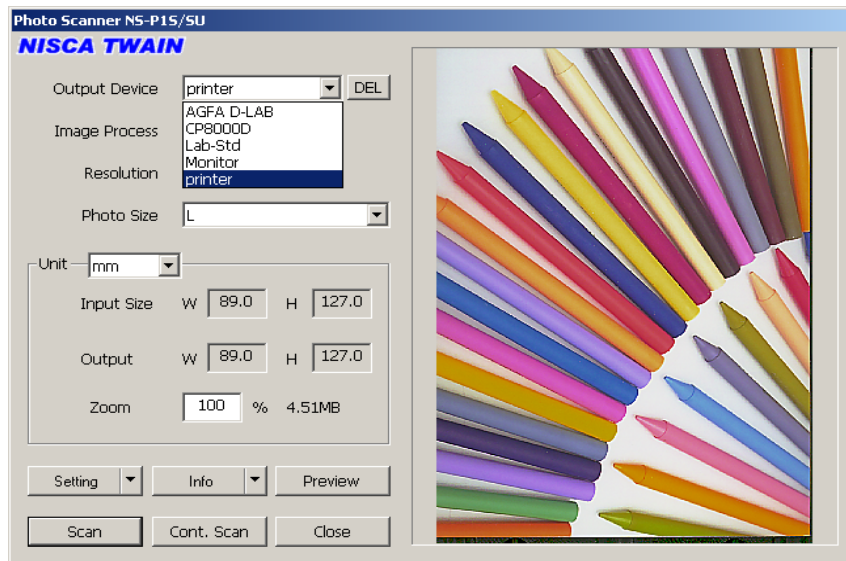 Photo Scanner NS-P1S/SU
NISCA TWAIN
Output Device printer DEL
AGFA D-LAB
Image Process CP8000D
Lab-Std
Monitor
Resolution printer
Photo Size L
Unit mm
Input Size W 89.0 H 127.0
Output W 89.0 H 127.0
Zoom 100 % 4.51MB
Setting Info Preview
Scan Cont. Scan Close